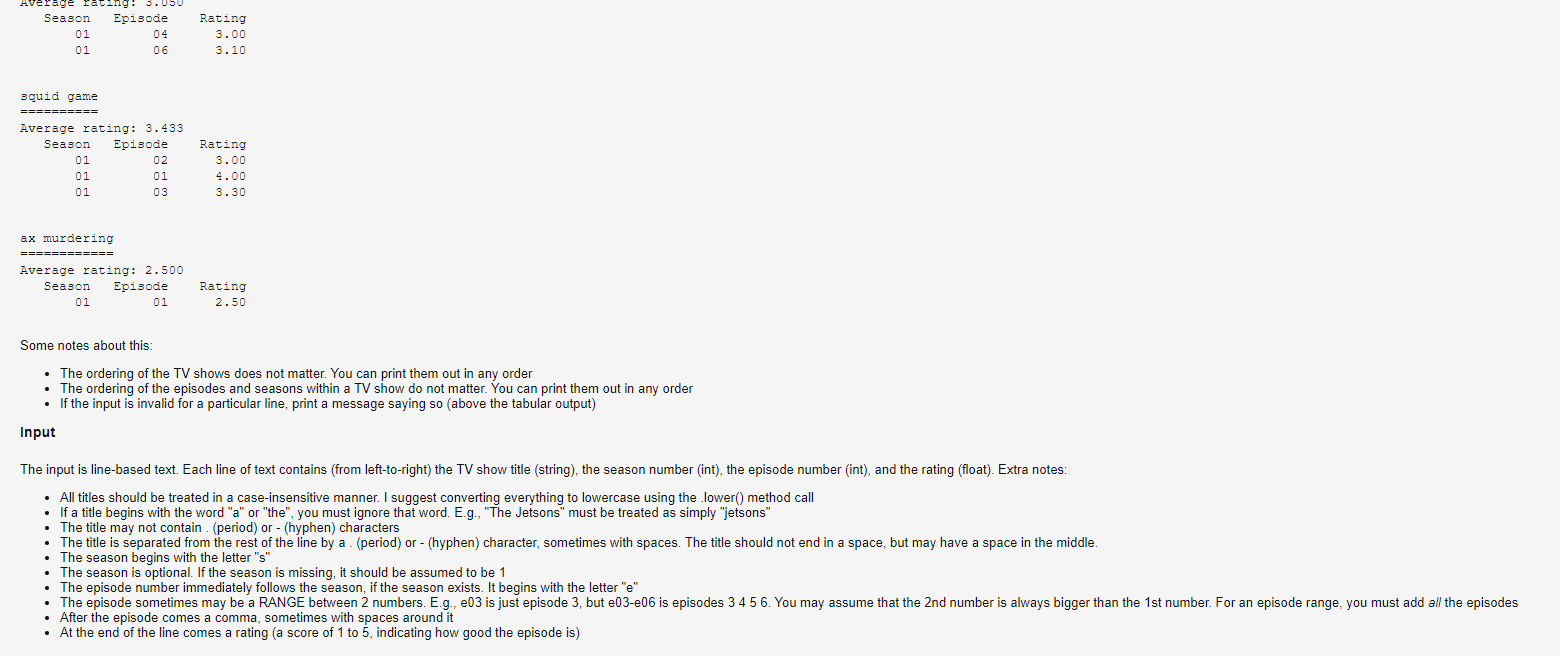 Average rating: 3.050
Season Episode Rating
01 04 3.00
01 06 3.10
squid game
==========
Average rating: 3.433
Season Episode Rating
01 02 3.00
01 01 4.00
01 03 3.30
ax murdering
============
Average rating: 2.500
Season Episode Rating
01 01 2.50
Some notes about this:
• The ordering of the TV shows does not matter. You can print them out in any order
• The ordering of the episodes and seasons within a TV show do not matter. You can print them out in any order
• If the input is invalid for a particular line, print a message saying so (above the tabular output)
Input
The input is line-based text. Each line of text contains (from left-to-right) the TV show title (string), the season number (int), the episode number (int), and the rating (float). Extra notes:
• All titles should be treated in a case-insensitive manner. I suggest converting everything to lowercase using the .lower() method call
• If a title begins with the word "a" or "the", you must ignore that word. E.g., "The Jetsons" must be treated as simply "jetsons"
• The title may not contain . (period) or - (hyphen) characters
• The title is separated from the rest of the line by a . (period) or - (hyphen) character, sometimes with spaces. The title should not end in a space, but may have a space in the middle.
• The season begins with the letter "s"
• The season is optional. If the season is missing, it should be assumed to be 1
• The episode number immediately follows the season, if the season exists. It begins with the letter "e"
• The episode sometimes may be a RANGE between 2 numbers. E.g., e03 is just episode 3, but e03-e06 is episodes 3 4 5 6. You may assume that the 2nd number is always bigger than the 1st number. For an episode range, you must add all the episodes
• After the episode comes a comma, sometimes with spaces around it
• At the end of the line comes a rating (a score of 1 to 5, indicating how good the episode is)